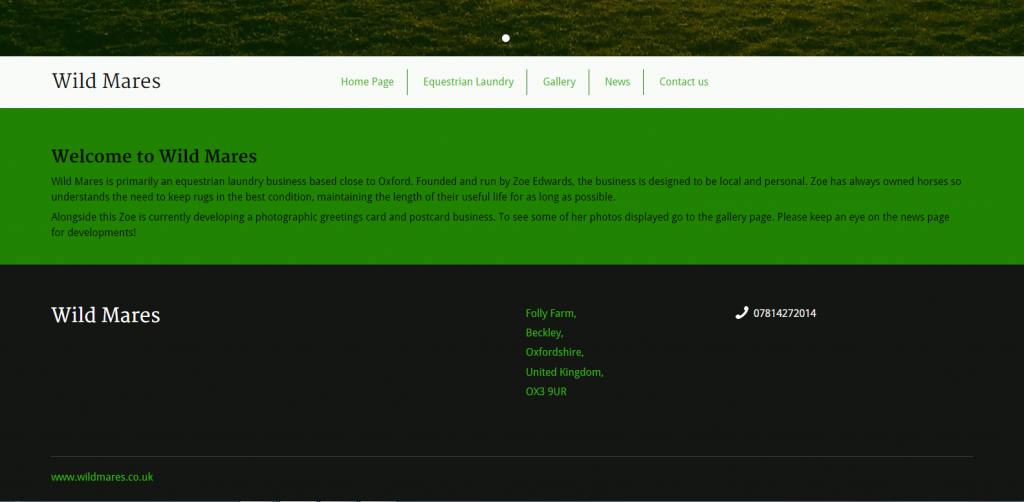 Wild Mares
Home Page
Equestrian Laundry
Gallery
News
Contact us
Welcome to Wild Mares
Wild Mares is primarily an equestrian laundry business based close to Oxford. Founded and run by Zoe Edwards, the business is designed to be local and personal. Zoe has always owned horses so
understands the need to keep rugs in the best condition, maintaining the length of their useful life for as long as possible.
Alongside this Zoe is currently developing a photographic greetings card and postcard business. To see some of her photos displayed go to the gallery page. Please keep an eye on the news page
for developments!
Wild Mares
Folly Farm,
Beckley,
Oxfordshire,
United Kingdom,
OX3 9UR
07814272014
www.wildmares.co.uk